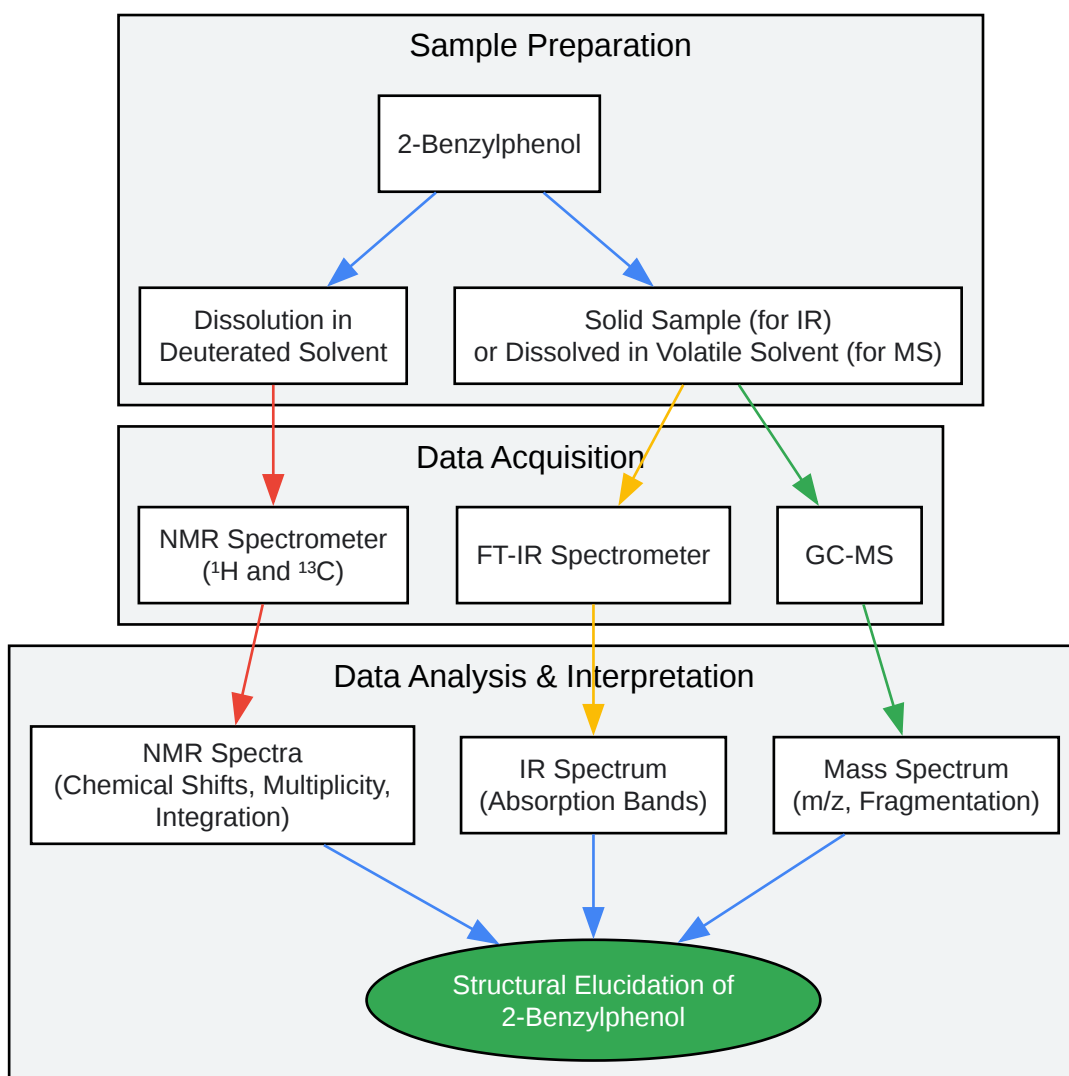 Sample Preparation
2-Benzylphenol
Dissolution in
Deuterated Solvent
Solid Sample (for IR)
or Dissolved in Volatile Solvent (for MS)
Data Acquisition
NMR Spectrometer
(¹H and ¹³C)
FT-IR Spectrometer
GC-MS
Data Analysis & Interpretation
NMR Spectra
(Chemical Shifts, Multiplicity,
Integration)
IR Spectrum
(Absorption Bands)
Mass Spectrum
(m/z, Fragmentation)
Structural Elucidation of
2-Benzylphenol